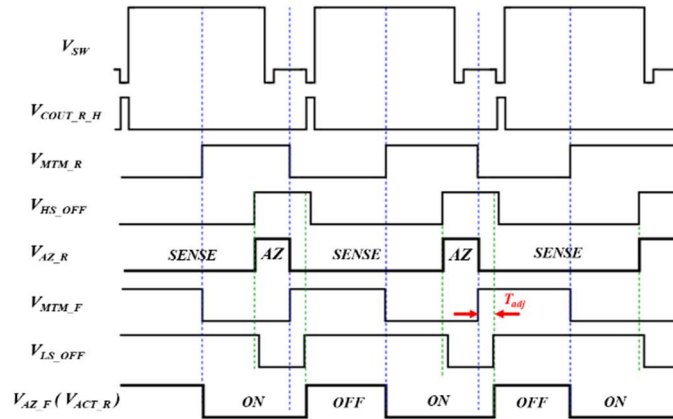 V_SW
V_COUT_R_H
V_MTM_R
V_HS_OFF
V_AZ_R SENSE AZ SENSE AZ SENSE
V_MTM_F T_adj
V_LS_OFF
V_AZ_F (V_ACT_R) ON OFF ON OFF ON